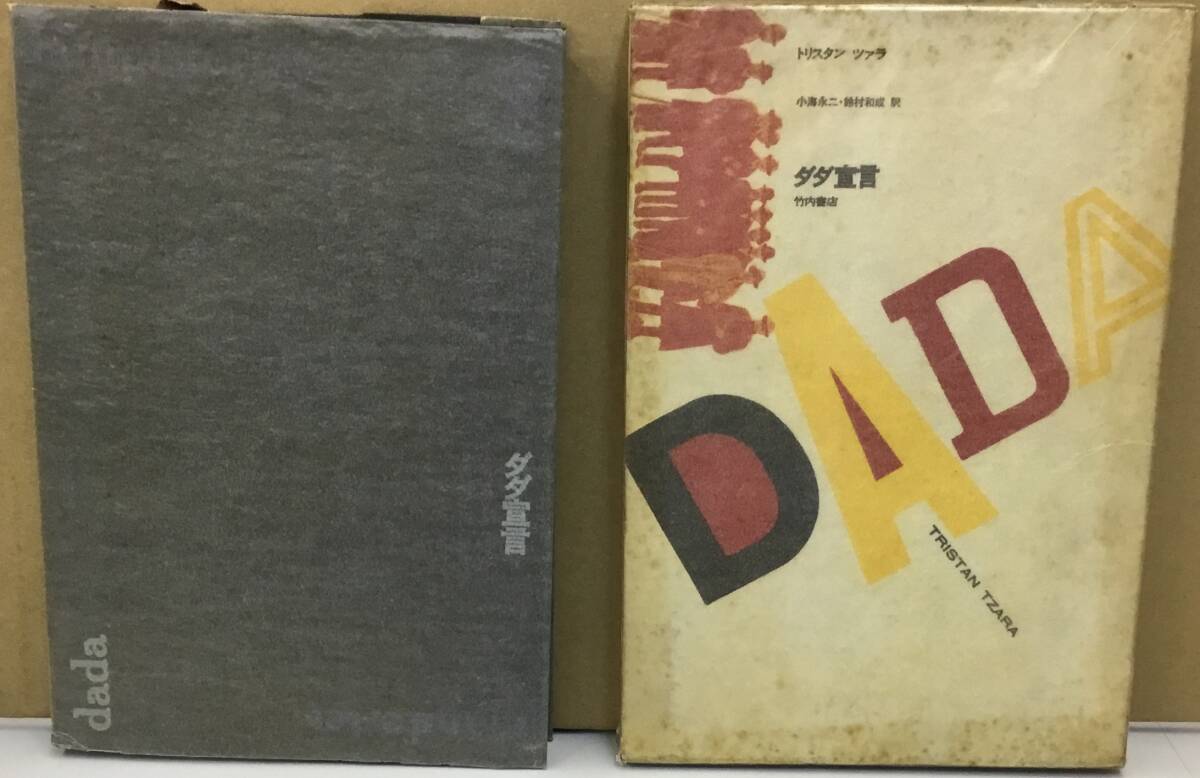 ダダ宣言
dada
トリスタン ツァラ
小海永二・鈴村和成 訳
ダダ宣言
竹内書店
DADA
TRISTAN TZARA